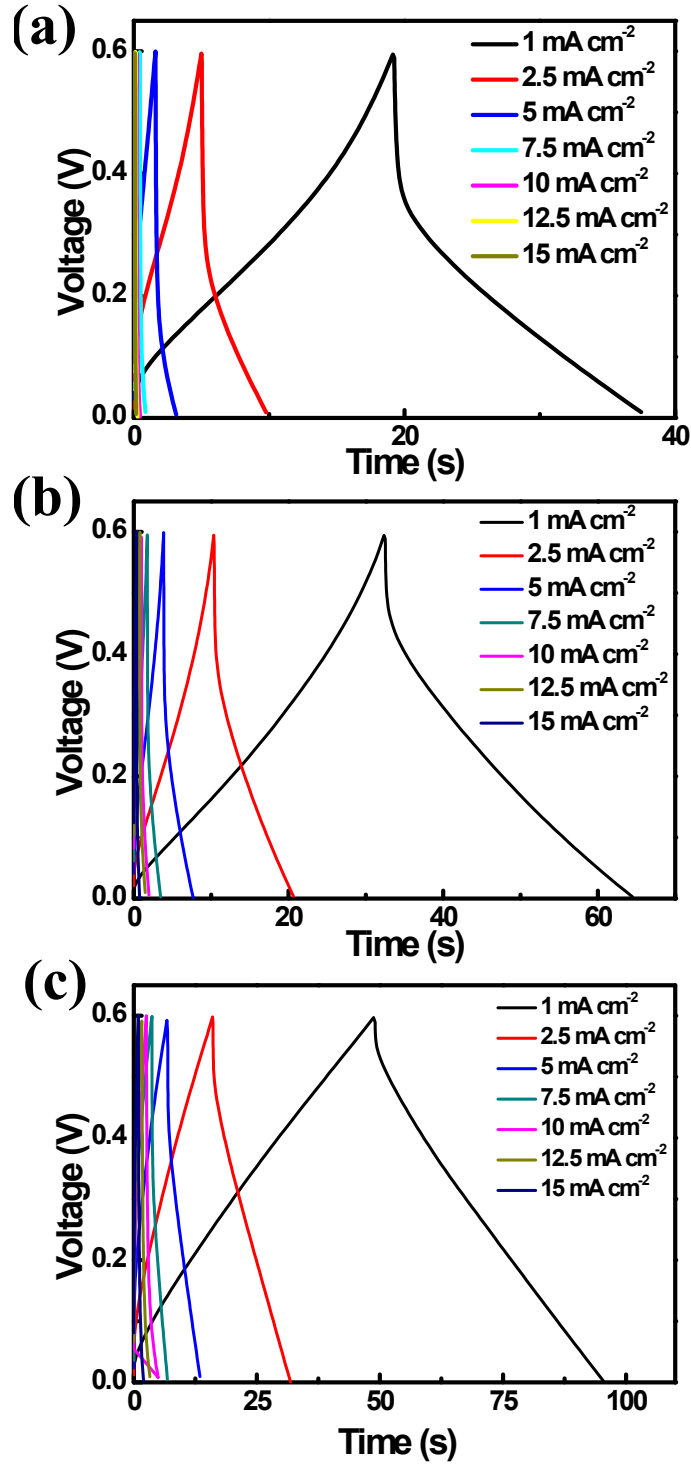 (a)
0.6
0.4
0.2
0.0
Voltage (V)
1 mA cm-2
2.5 mA cm-2
5 mA cm-2
7.5 mA cm-2
10 mA cm-2
12.5 mA cm-2
15 mA cm-2
0 20 40
Time (s)
(b)
0.6
0.4
0.2
0.0
Voltage (V)
1 mA cm-2
2.5 mA cm-2
5 mA cm-2
7.5 mA cm-2
10 mA cm-2
12.5 mA cm-2
15 mA cm-2
0 20 40 60
Time (s)
(c)
0.6
0.4
0.2
0.0
Voltage (V)
1 mA cm-2
2.5 mA cm-2
5 mA cm-2
7.5 mA cm-2
10 mA cm-2
12.5 mA cm-2
15 mA cm-2
0 25 50 75 100
Time (s)